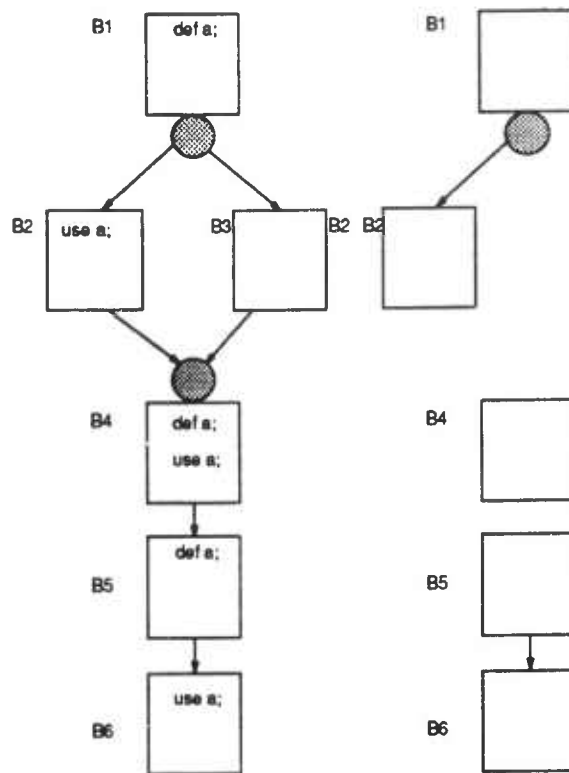 B1 def a; B1
B2 use a; B3 B2 B2
B4 def a; B4
use a;
def a;
B5 B5
use a;
B6 B6